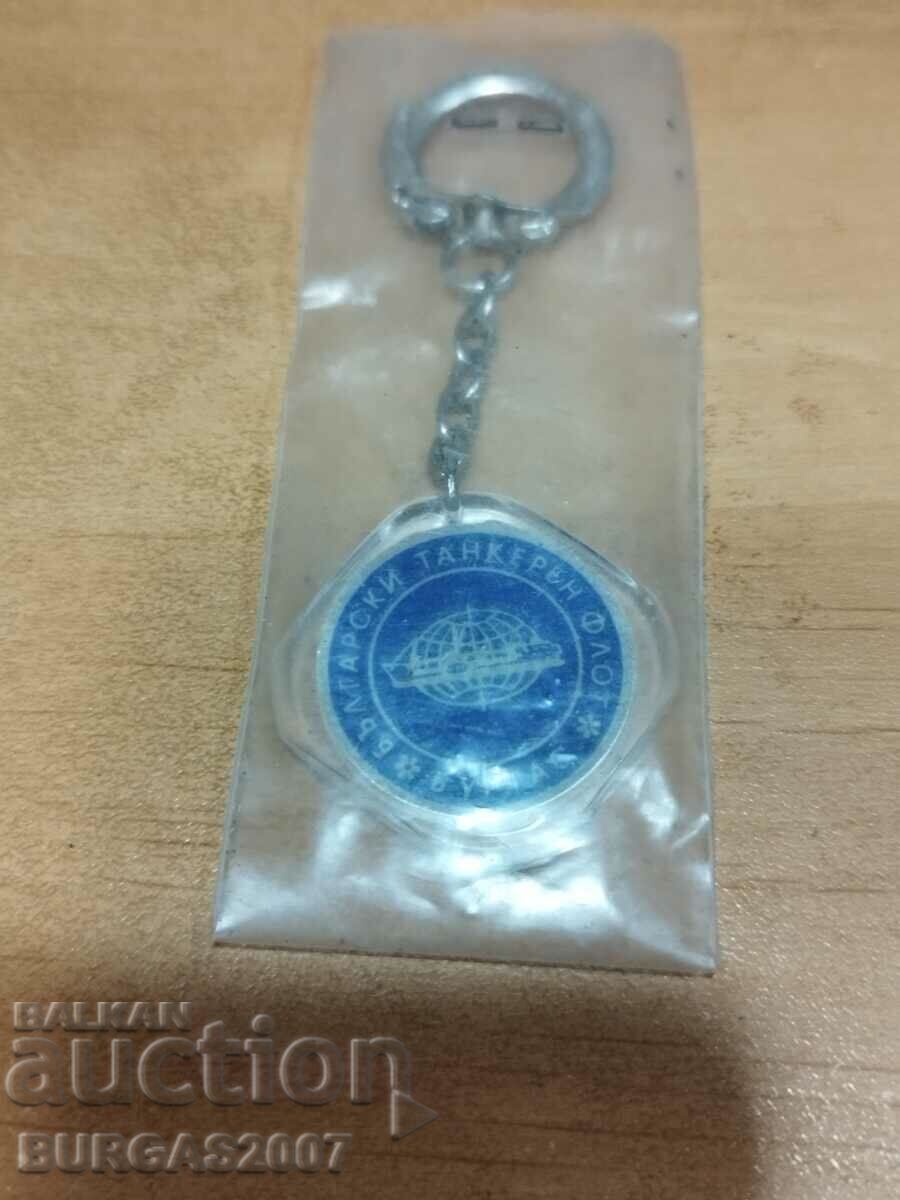 БЪЛГАРСКИ ТАНКЕРЕН ФЛОТ
BALKAN
auction
BURGAS2007